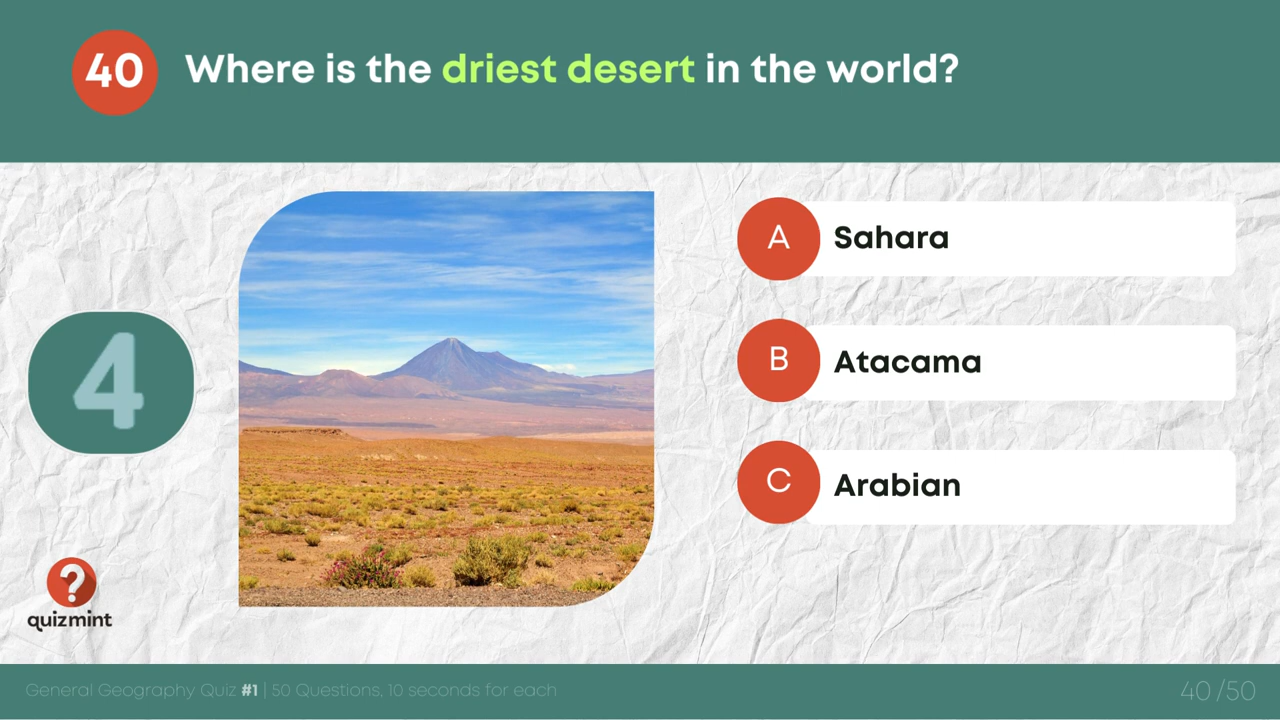 40
Where is the driest desert in the world?
A
Sahara
4
B
Atacama
C
Arabian
?
quizmint
General Geography Quiz #1 | 50 Questions, 10 seconds for each
40/50